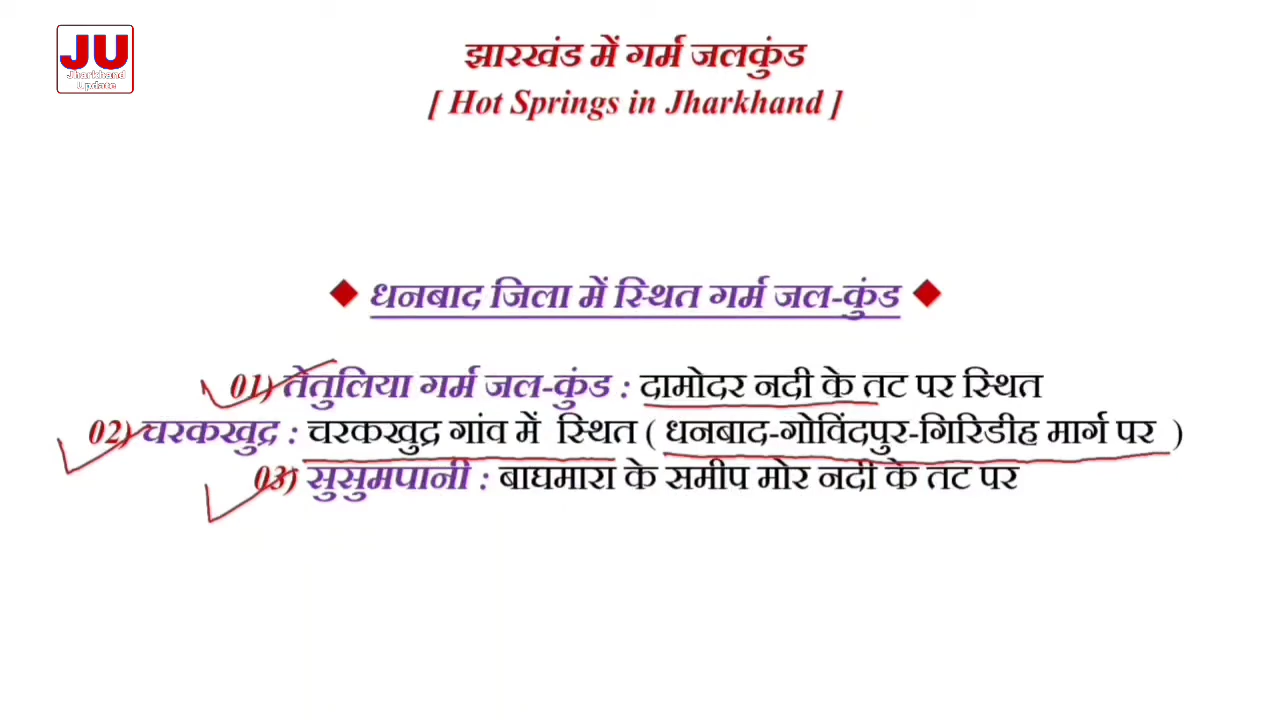 JU
Jharkhand
Update
झारखंड में गर्म जलकुंड
[ Hot Springs in Jharkhand ]
धनबाद जिला में स्थित गर्म जल-कुंड
01) तेतुलिया गर्म जल-कुंड : दामोदर नदी के तट पर स्थित
02) चरकखुद्र : चरकखुद्र गांव में स्थित ( धनबाद-गोविंदपुर-गिरिडीह मार्ग पर )
03) सुसुमपानी : बाघमारा के समीप मोर नदी के तट पर